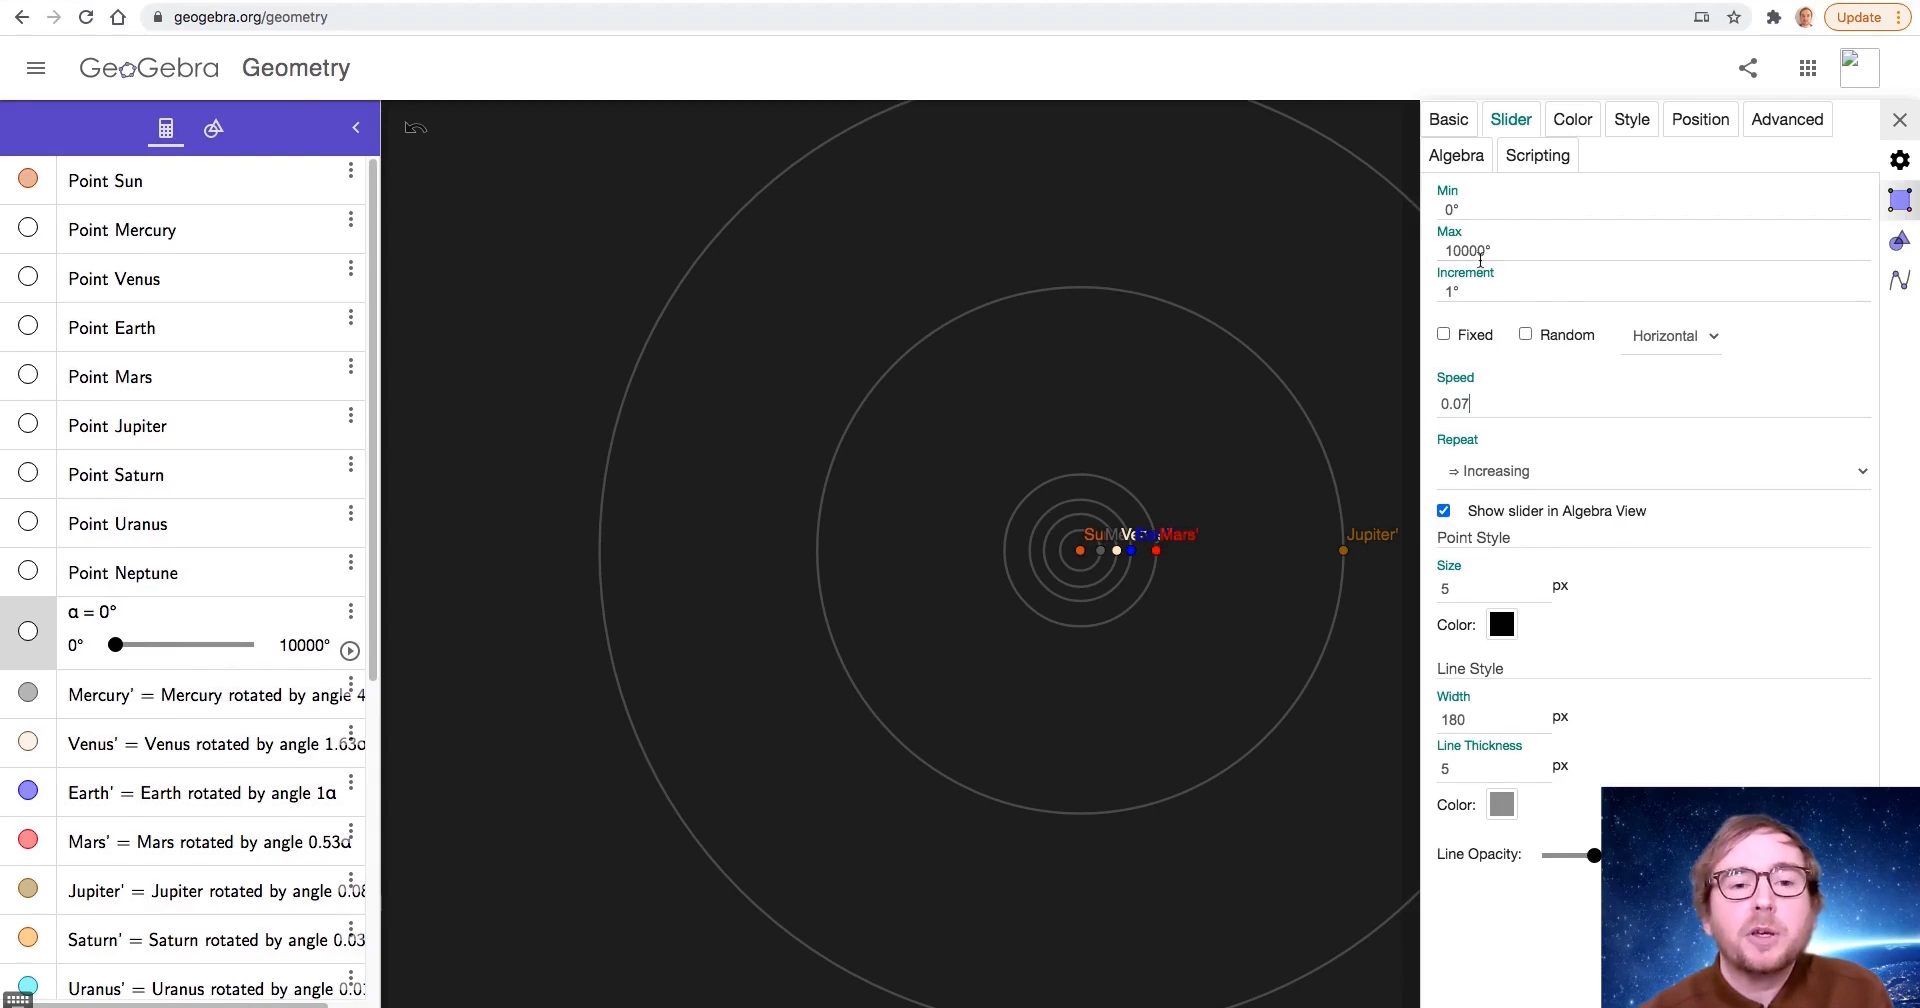 geogebra.org/geometry
Update
GeoGebra Geometry
Point Sun
Point Mercury
Point Venus
Point Earth
Point Mars
Point Jupiter
Point Saturn
Point Uranus
Point Neptune
α = 0°
0° 10000°
Mercury' = Mercury rotated by angle 4
Venus' = Venus rotated by angle 1.63α
Earth' = Earth rotated by angle 1α
Mars' = Mars rotated by angle 0.53α
Jupiter' = Jupiter rotated by angle 0.08
Saturn' = Saturn rotated by angle 0.03
Uranus' = Uranus rotated by angle 0.01
Mars'
Jupiter'
Basic Slider Color Style Position Advanced
Algebra Scripting
Min
0°
Max
10000°
Increment
1°
Fixed Random Horizontal
Speed
0.07
Repeat
⇒ Increasing
Show slider in Algebra View
Point Style
Size
5 px
Color:
Line Style
Width
180 px
Line Thickness
5 px
Color:
Line Opacity: